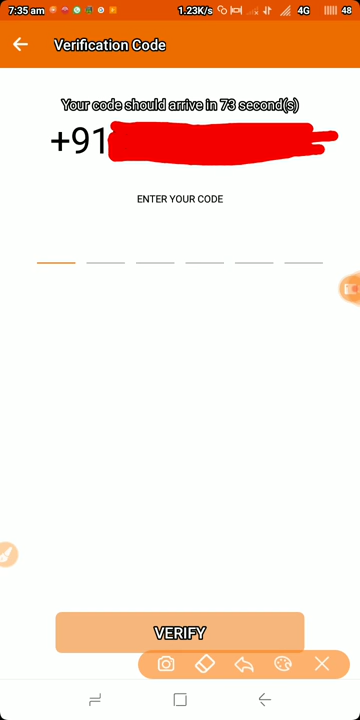 7:35 am 1.23K/s 4G 48
Verification Code
Your code should arrive in 73 second(s)
+91
ENTER YOUR CODE
VERIFY